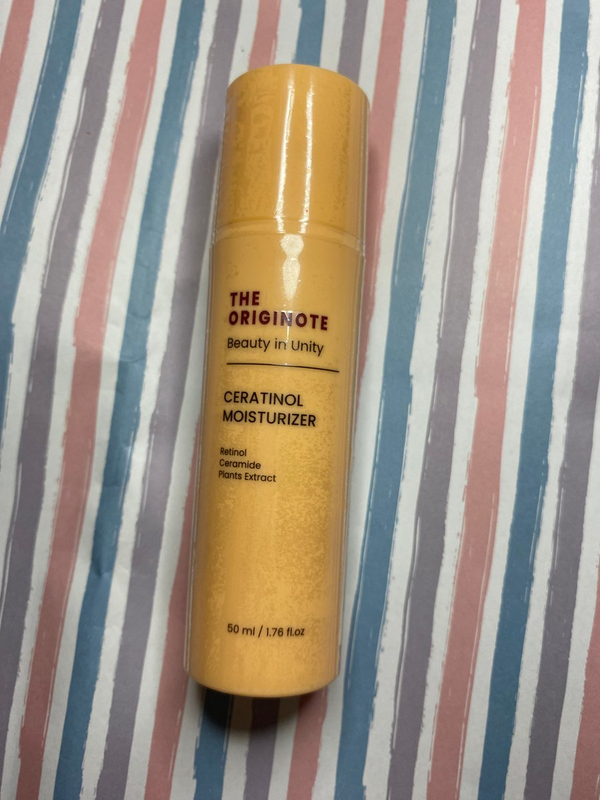 THE
ORIGINOTE
Beauty in Unity
CERATINOL
MOISTURIZER
Retinol
Ceramide
Plants Extract
50 ml / 1.76 fl.oz